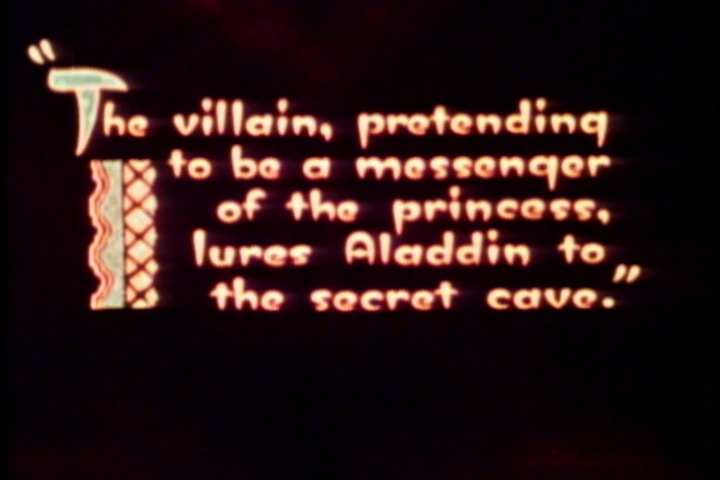 "The villain, pretending
to be a messenger
of the princess,
lures Aladdin to
the secret cave."